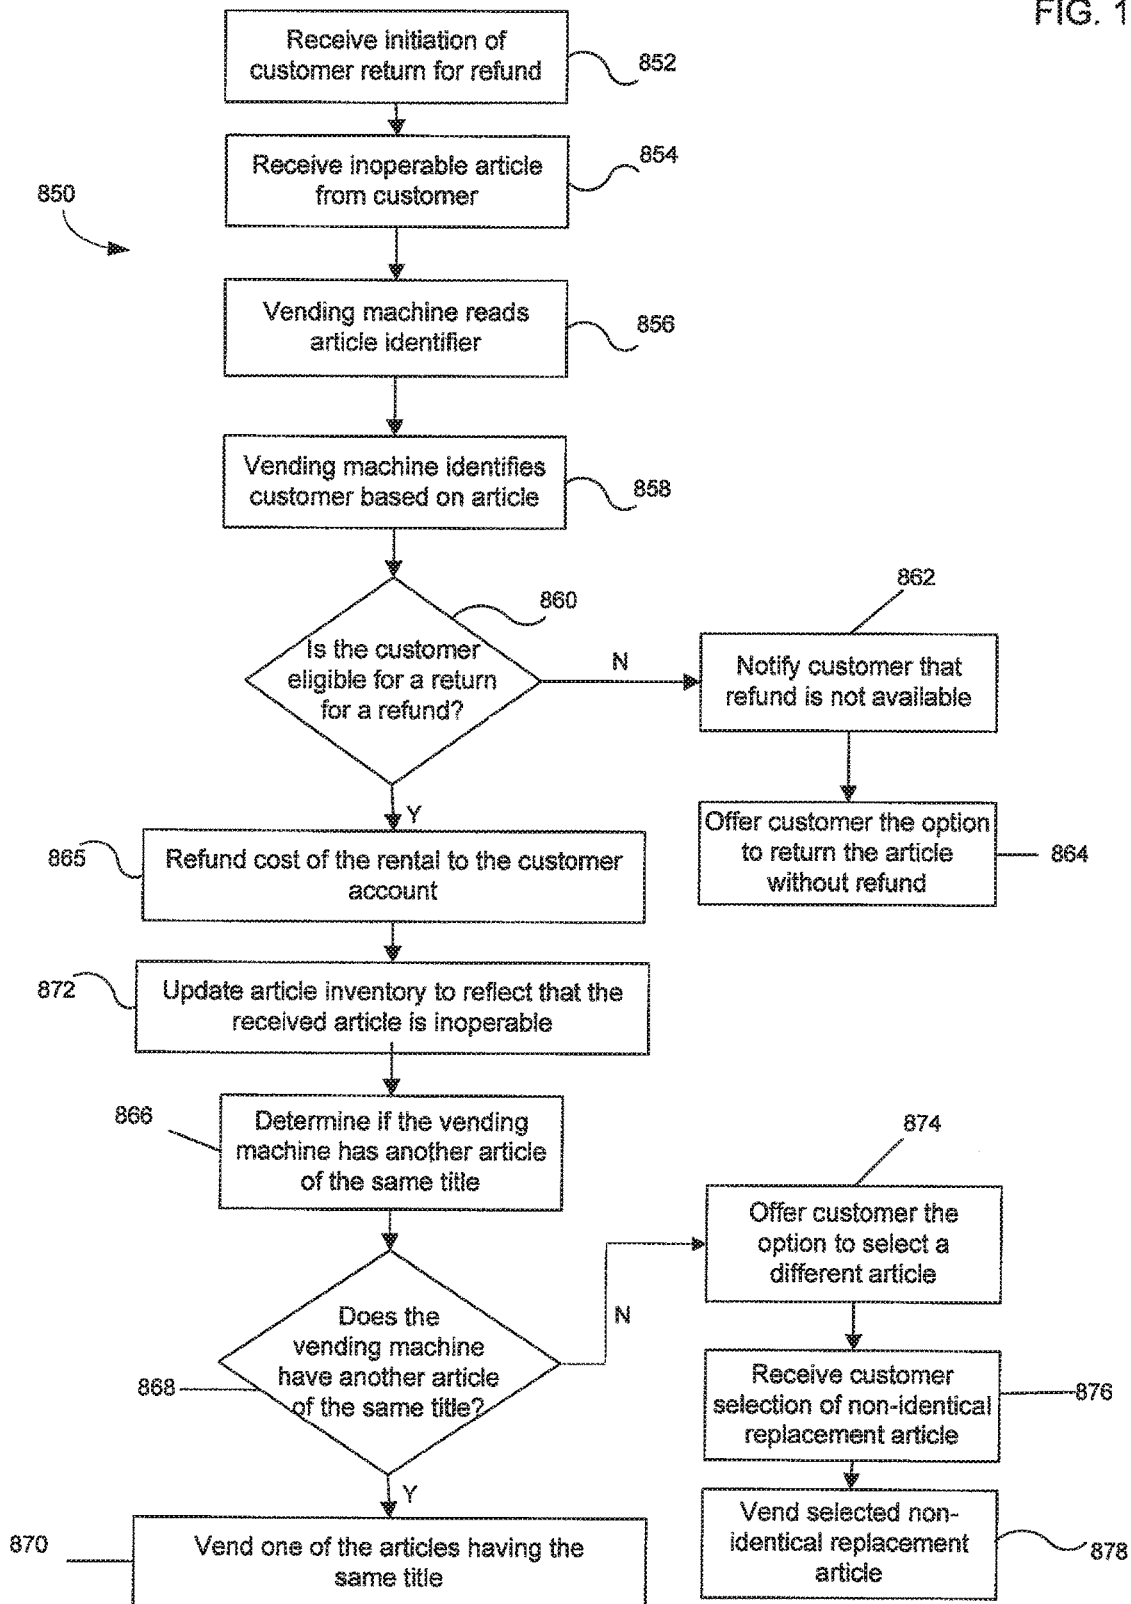 FIG. 1
Receive initiation of
customer return for refund
852
Receive inoperable article
from customer
854
850
Vending machine reads
article identifier
856
Vending machine identifies
customer based on article
858
860
Is the customer
eligible for a return
for a refund?
N
862
Notify customer that
refund is not available
Y
Offer customer the option
to return the article
without refund
864
865
Refund cost of the rental to the customer
account
872
Update article inventory to reflect that the
received article is inoperable
866
Determine if the vending
machine has another article
of the same title
874
Offer customer the
option to select a
different article
N
Does the
vending machine
have another article
of the same title?
868
Receive customer
selection of non-identical
replacement article
876
Y
870
Vend one of the articles having the
same title
Vend selected non-
identical replacement
article
878